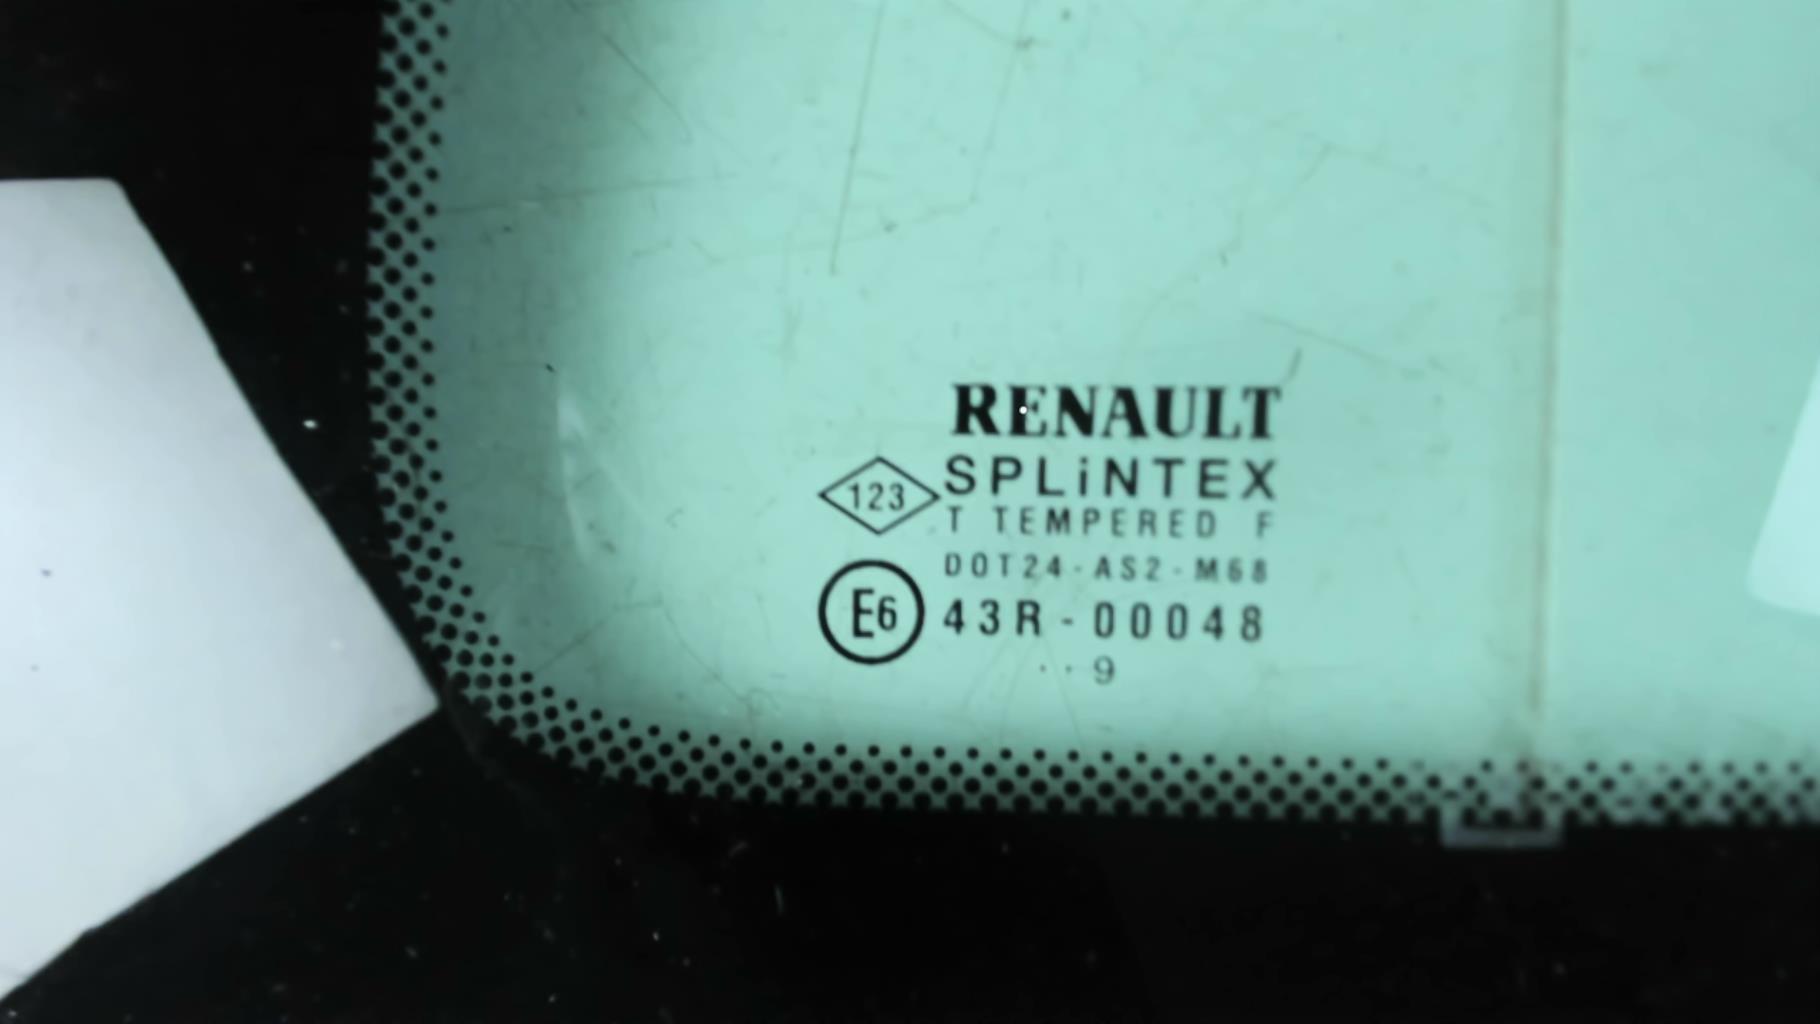 RENAULT
123
SPLiNTEX
T TEMPERED F
DOT24-AS2-M68
E6
43R-00048
··9